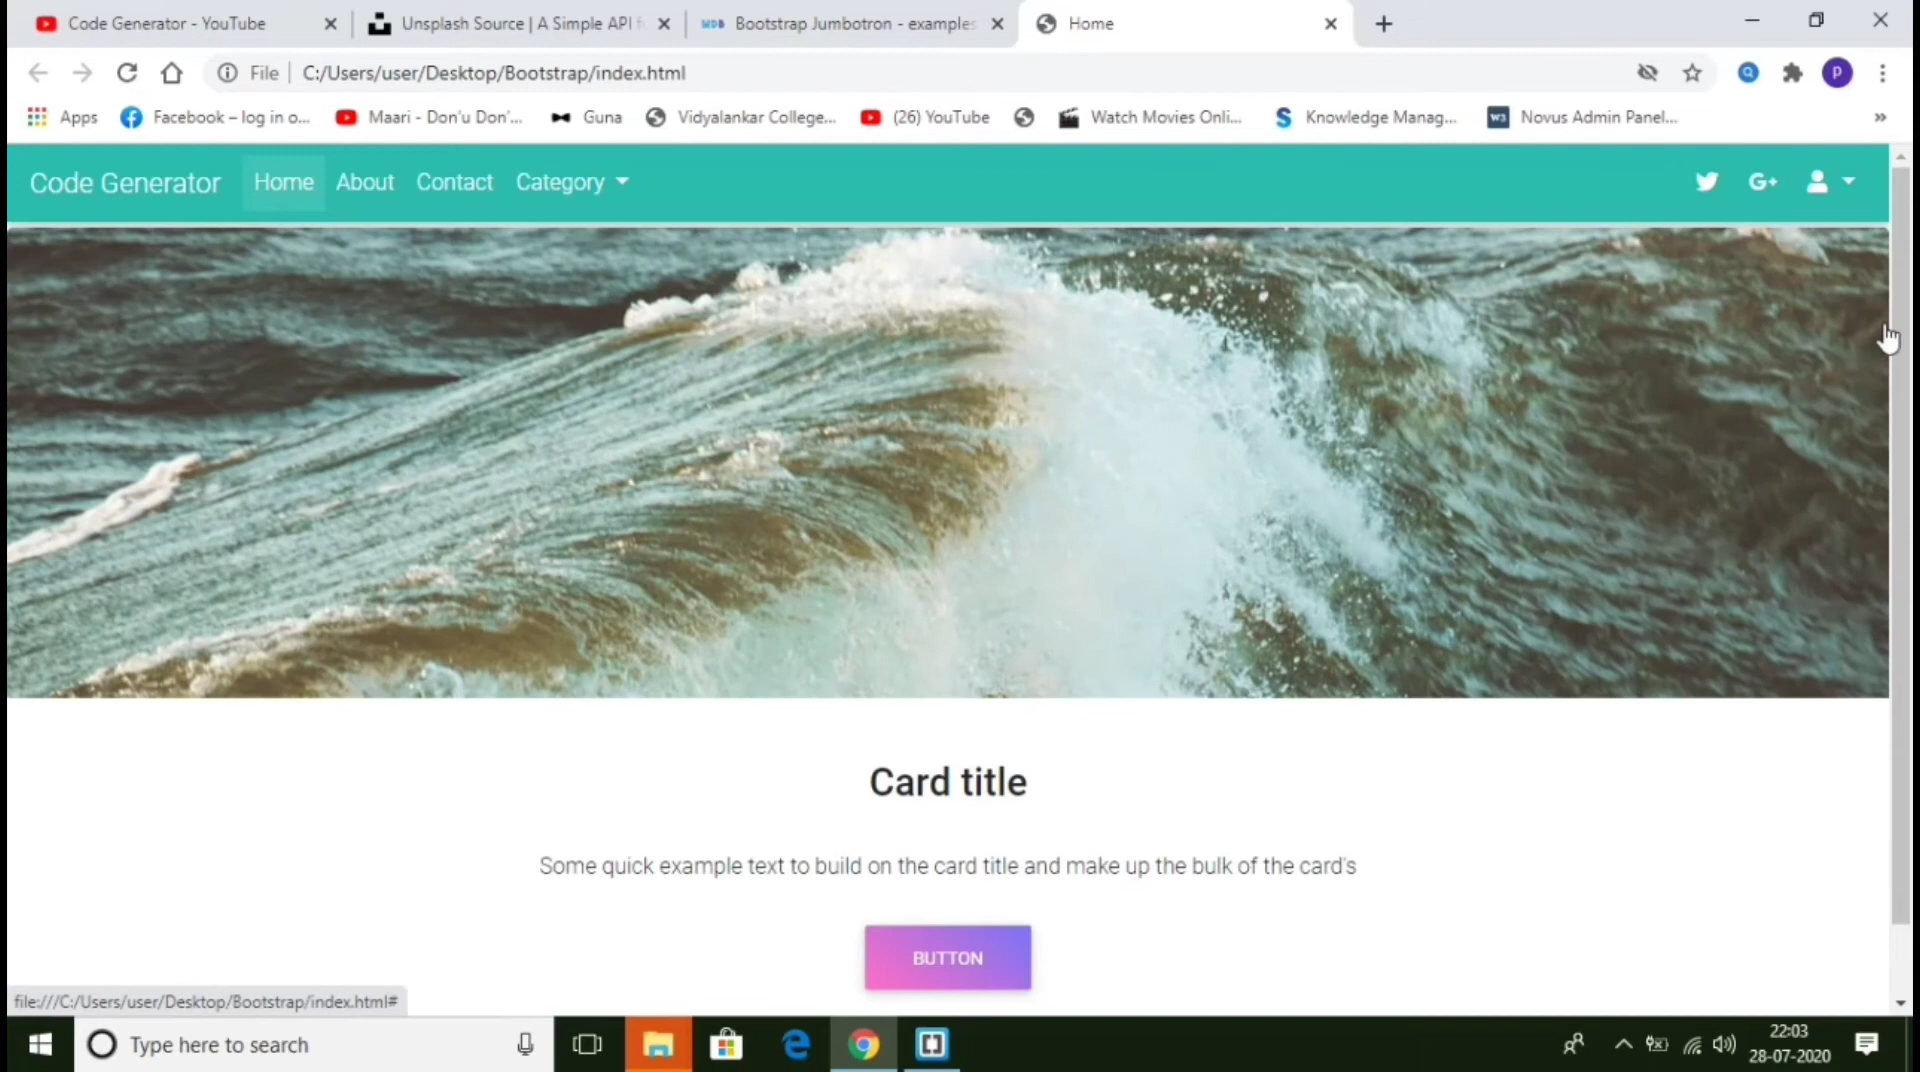 Code Generator - YouTube
Unsplash Source | A Simple API f
MDB Bootstrap Jumbotron - examples
Home
File
C:/Users/user/Desktop/Bootstrap/index.html
P
Apps
Facebook – log in o...
Maari - Don'u Don'...
Guna
Vidyalankar College...
(26) YouTube
Watch Movies Onli...
Knowledge Manag...
W3 Novus Admin Panel...
»
Code Generator
Home
About
Contact
Category
G+
Card title
Some quick example text to build on the card title and make up the bulk of the card's
BUTTON
file:///C:/Users/user/Desktop/Bootstrap/index.html#
Type here to search
22:03
28-07-2020